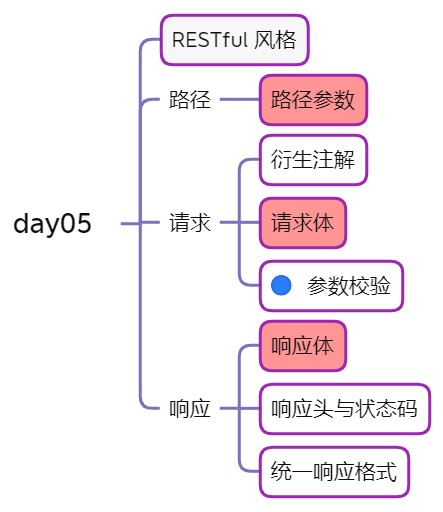 day05
RESTful 风格
路径
路径参数
请求
衍生注解
请求体
参数校验
响应
响应体
响应头与状态码
统一响应格式